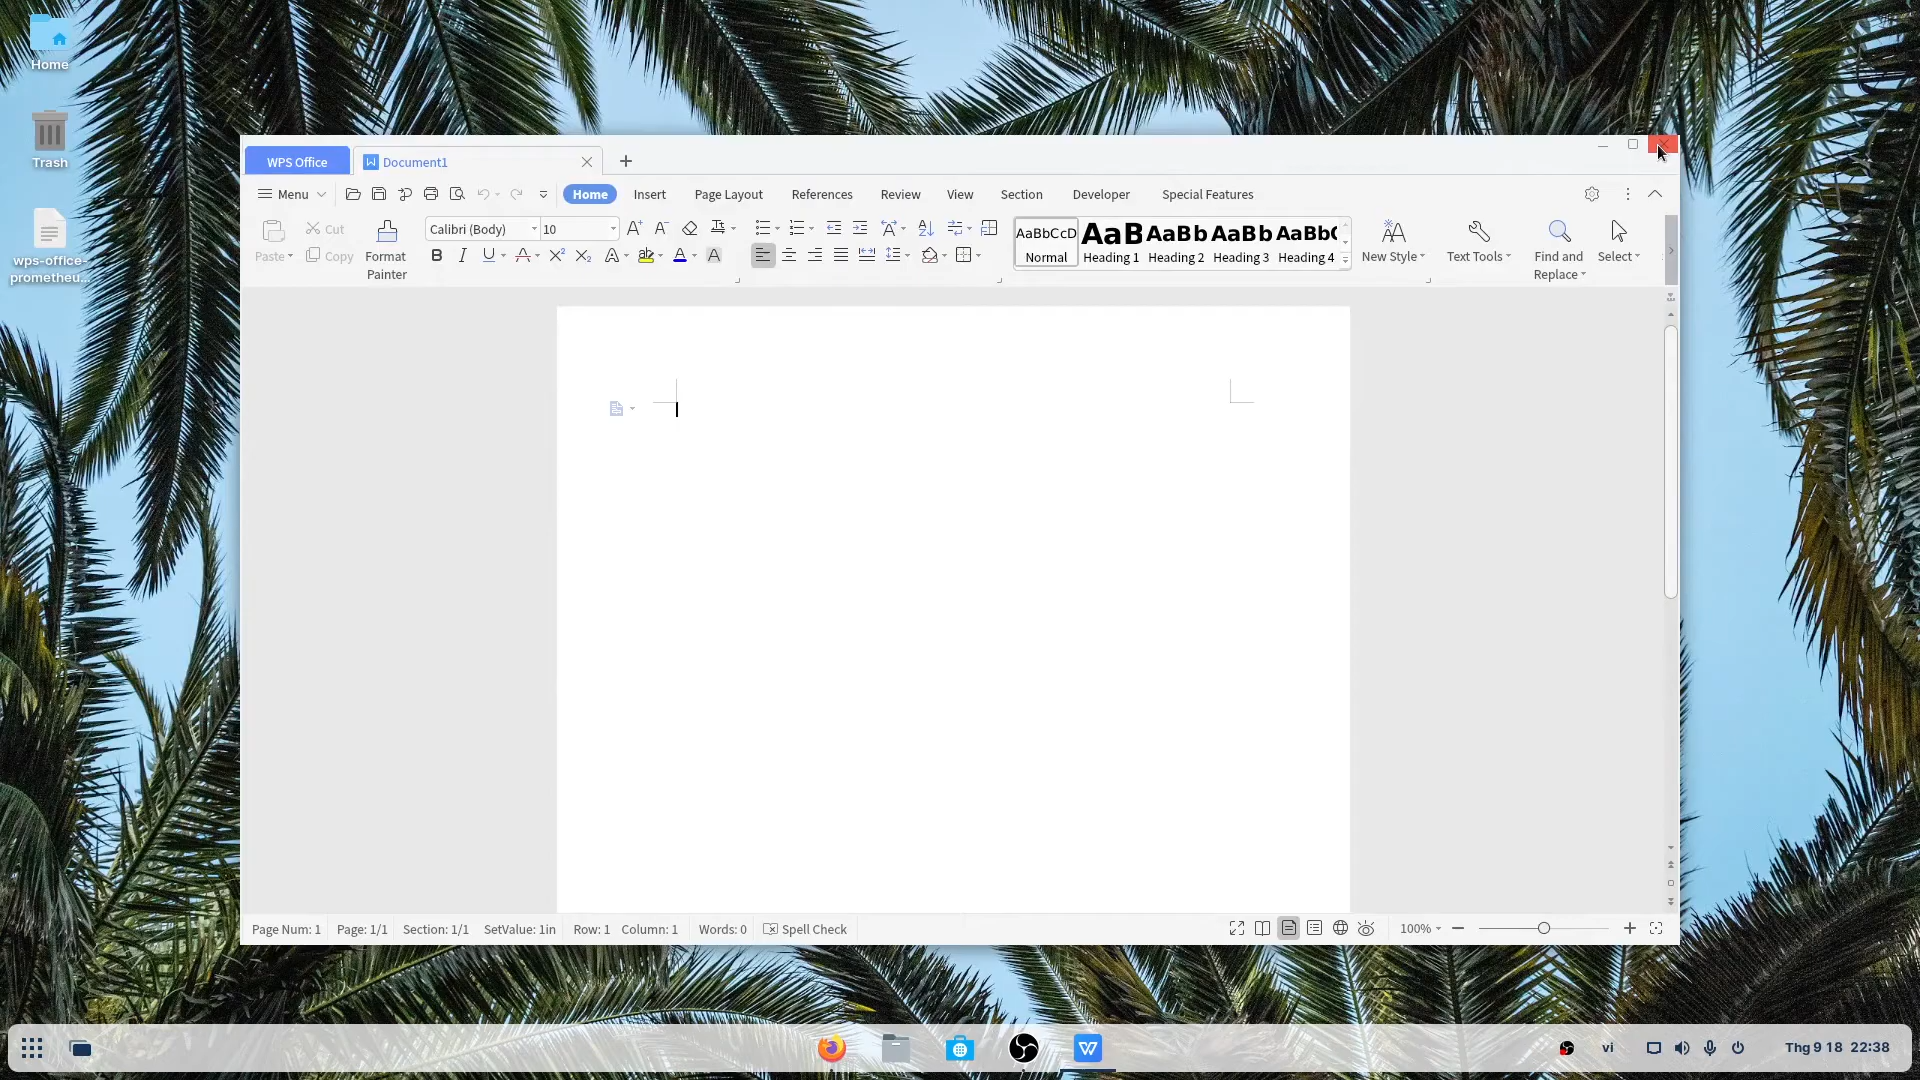 Home
Trash
wps-office-
prometheu...
WPS Office
Document1
Menu
Home
Insert
Page Layout
References
Review
View
Section
Developer
Special Features
Paste
Cut
Copy
Format
Painter
Calibri (Body)
10
AaBbCcD
Normal
AaB
Heading 1
AaBb
Heading 2
AaBb
Heading 3
AaBb
Heading 4
New Style
Text Tools
Find and
Replace
Select
Page Num: 1
Page: 1/1
Section: 1/1
SetValue: 1in
Row: 1
Column: 1
Words: 0
Spell Check
100%
vi
Thg 9 18 22:38